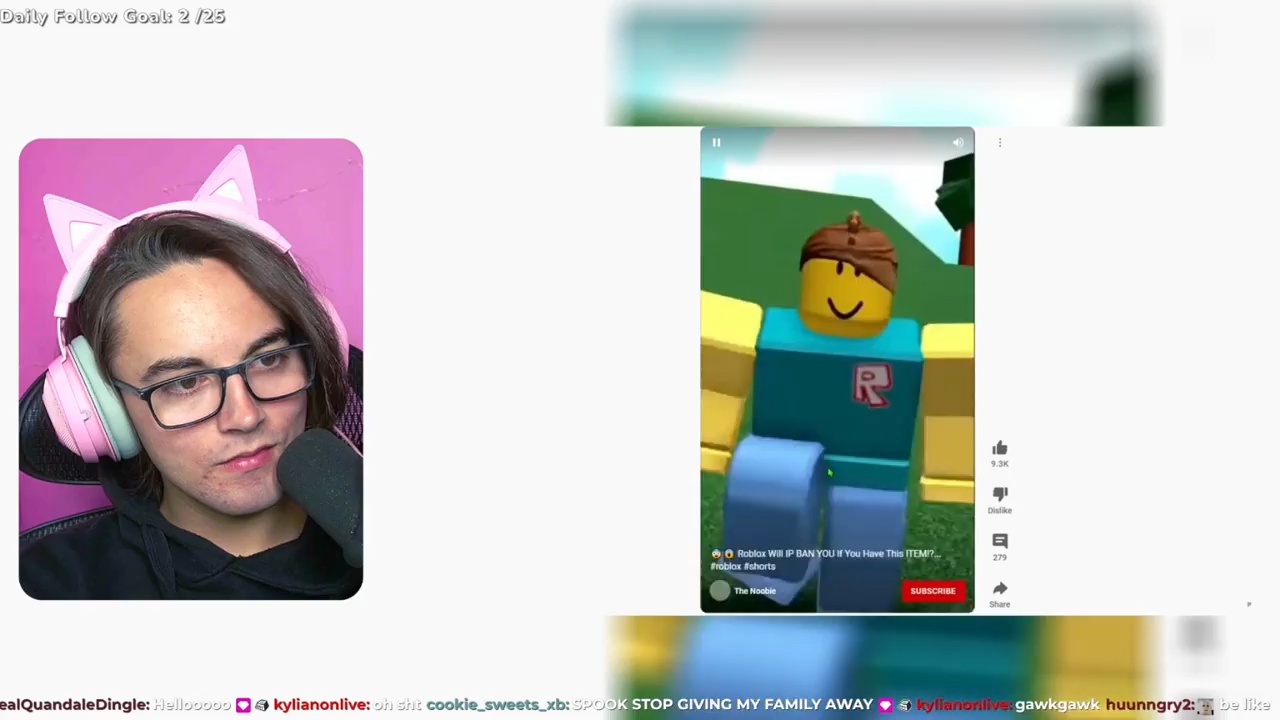 Daily Follow Goal: 2 /25
R
9.3K
Dislike
279
Share
😨😱 Roblox Will IP BAN YOU If You Have This ITEM!?...
#roblox #shorts
The Noobie
SUBSCRIBE
ealQuandaleDingle: Hellooooo kylianonlive: oh sht cookie_sweets_xb: SPOOK STOP GIVING MY FAMILY AWAY kylianonlive: gawkgawk huunngry2: be like